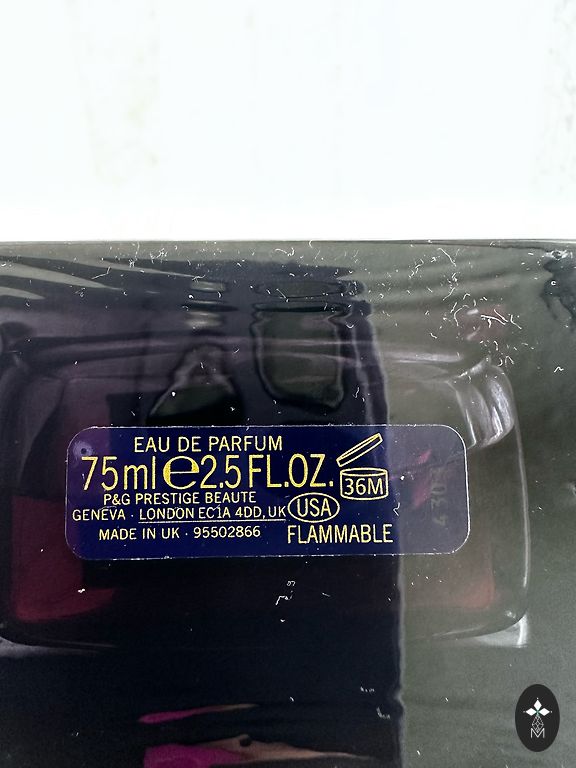 EAU DE PARFUM
75ml e 2.5 FL.OZ.
36M
P&G PRESTIGE BEAUTE
GENEVA · LONDON EC1A 4DD, UK
USA
MADE IN UK · 95502866
FLAMMABLE